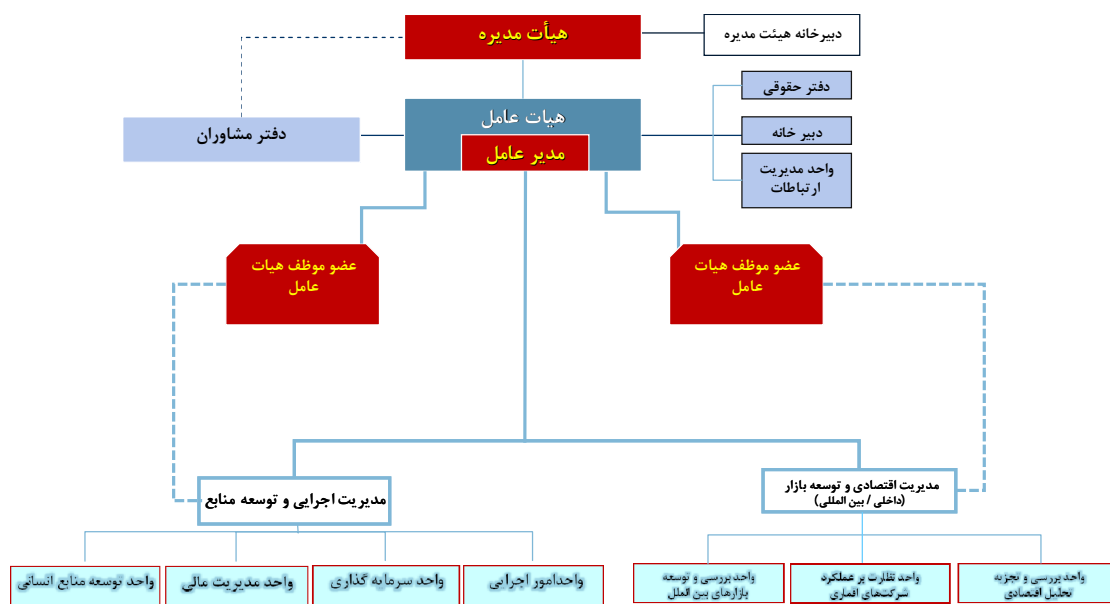 هیأت مدیره
دبیرخانه هیئت مدیره
دفتر حقوقی
هیات عامل
دبیر خانه
دفتر مشاوران
مدیر عامل
واحد مدیریت
ارتباطات
عضو موظف هیات
عامل
عضو موظف هیات
عامل
مدیریت اقتصادی و توسعه بازار
(داخلی / بین المللی)
مدیریت اجرایی و توسعه منابع
واحد بررسی و تجزیه
تحلیل اقتصادی
واحد نظارت بر عملکرد
شرکت‌های اقماری
واحد بررسی و توسعه
بازارهای بین الملل
واحدامور اجرایی
واحد سرمایه گذاری
واحد مدیریت مالی
واحد توسعه منابع انسانی